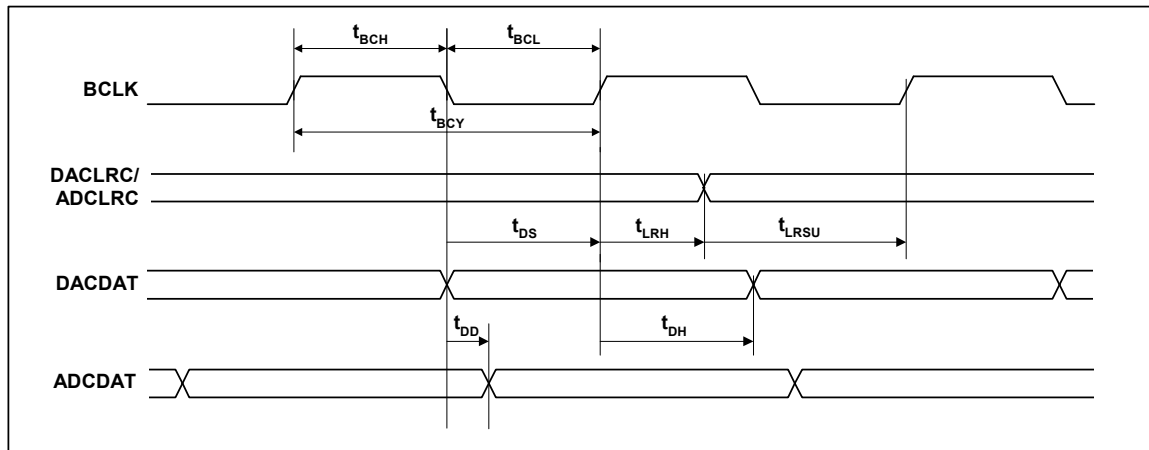 tBCH
tBCL
BCLK
tBCY
DACLRC/
ADCLRC
tDS
tLRH
tLRSU
DACDAT
tDD
tDH
ADCDAT